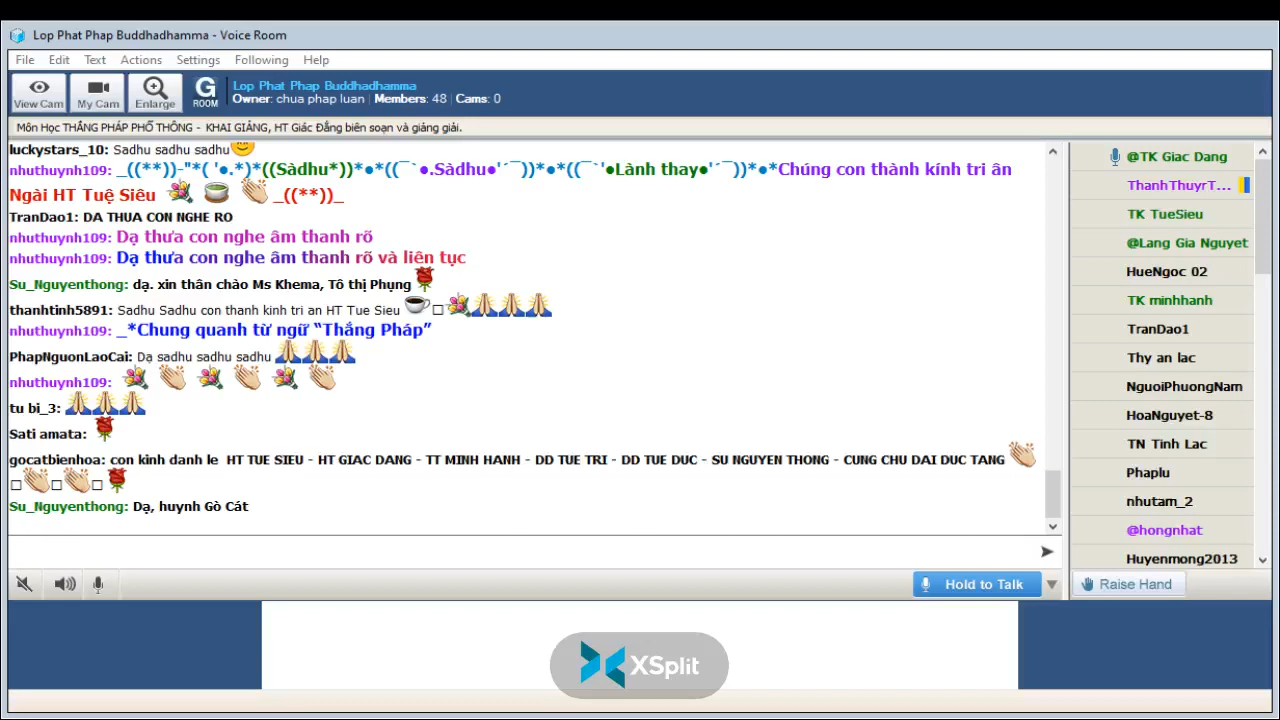 Lop Phat Phap Buddhadhamma - Voice Room
File Edit Text Actions Settings Following Help
View Cam
My Cam
Enlarge
G
ROOM
Lop Phat Phap Buddhadhamma
Owner: chua phap luan | Members: 48 | Cams: 0
Môn Học THẮNG PHÁP PHỔ THÔNG - KHAI GIẢNG, HT Giác Đẳng biên soạn và giảng giải.
luckystars_10: Sadhu sadhu sadhu
nhuthuynh109: _((**))-"*( '●.*)*((Sàdhu*))*●*((¯`●.Sàdhu●'´¯))*●*((¯`'●Lành thay●'´¯))*●*Chúng con thành kính tri ân
Ngài HT Tuệ Siêu _((**))_
TranDao1: DA THUA CON NGHE RO
nhuthuynh109: Dạ thưa con nghe âm thanh rõ
nhuthuynh109: Dạ thưa con nghe âm thanh rõ và liên tục
Su_Nguyenthong: dạ. xin thân chào Ms Khema, Tô thị Phụng
thanhtinh5891: Sadhu Sadhu con thanh kinh tri an HT Tue Sieu
nhuthuynh109: _*Chung quanh từ ngữ “Thắng Pháp”
PhapNguonLaoCai: Dạ sadhu sadhu sadhu
nhuthuynh109:
tu bi_3:
Sati amata:
gocatbienhoa: con kinh danh le HT TUE SIEU - HT GIAC DANG - TT MINH HANH - DD TUE TRI - DD TUE DUC - SU NGUYEN THONG - CUNG CHU DAI DUC TANG
Su_Nguyenthong: Dạ, huynh Gò Cát
@TK Giac Dang
ThanhThuyrT...
TK TueSieu
@Lang Gia Nguyet
HueNgoc 02
TK minhhanh
TranDao1
Thy an lac
NguoiPhuongNam
HoaNguyet-8
TN Tinh Lac
Phaplu
nhutam_2
@hongnhat
Huyenmong2013
Hold to Talk
Raise Hand
XSplit